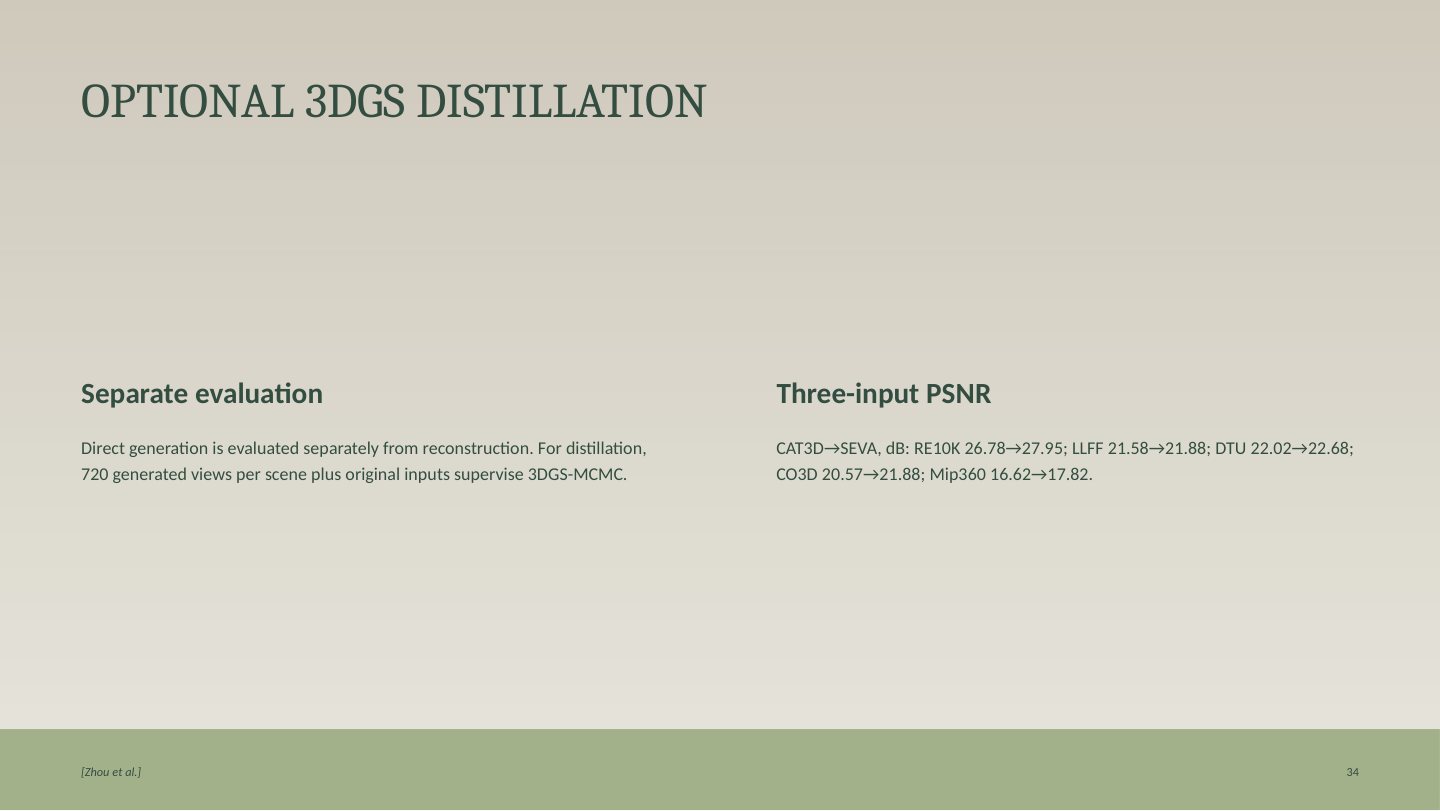 OPTIONAL 3DGS DISTILLATION
Separate evaluation
Direct generation is evaluated separately from reconstruction. For distillation,
720 generated views per scene plus original inputs supervise 3DGS-MCMC.
Three-input PSNR
CAT3D→SEVA, dB: RE10K 26.78→27.95; LLFF 21.58→21.88; DTU 22.02→22.68;
CO3D 20.57→21.88; Mip360 16.62→17.82.
[Zhou et al.]
34